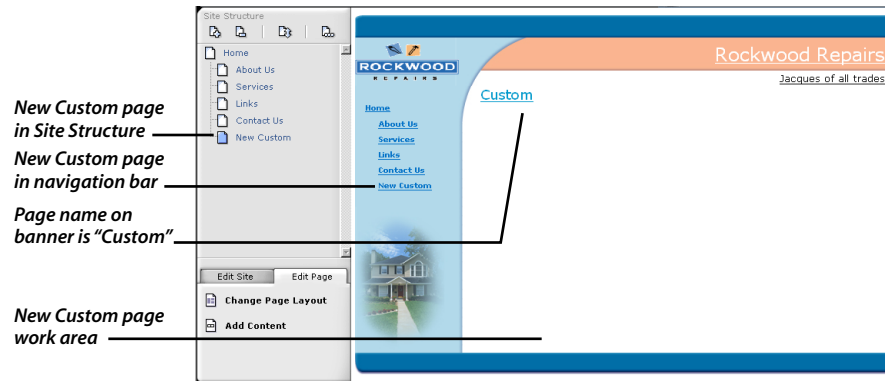 Site Structure
Home
About Us
Services
Links
Contact Us
New Custom
Edit Site
Edit Page
Change Page Layout
Add Content
New Custom page
in Site Structure
New Custom page
in navigation bar
Page name on
banner is “Custom”
New Custom page
work area
ROCKWOOD
REPAIRS
Home
About Us
Services
Links
Contact Us
New Custom
Rockwood Repairs
Jacques of all trades
Custom